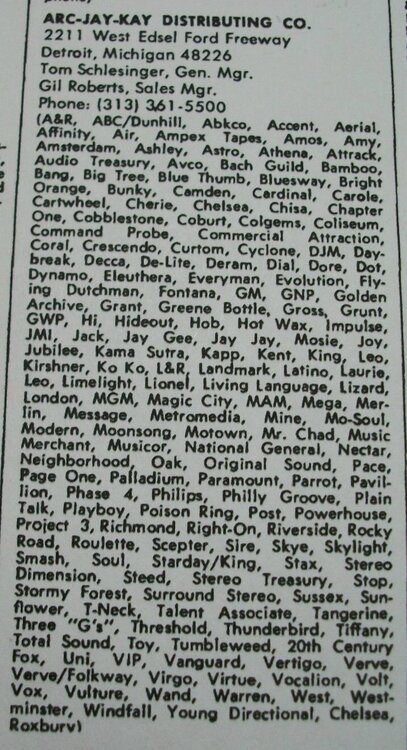 phone)
ARC-JAY-KAY DISTRIBUTING CO.
2211 West Edsel Ford Freeway
Detroit, Michigan 48226
Tom Schlesinger, Gen. Mgr.
Gil Roberts, Sales Mgr.
Phone: (313) 361-5500
(A&R, ABC/Dunhill, Abkco, Accent, Aerial,
Affinity, Air, Ampex Tapes, Amos, Amy,
Amsterdam, Ashley, Astro, Athena, Attrack,
Audio Treasury, Avco, Bach Guild, Bamboo,
Bang, Big Tree, Blue Thumb, Bluesway, Bright
Orange, Bunky, Camden, Cardinal, Carole,
Cartwheel, Cherie, Chelsea, Chisa, Chapter
One, Cobblestone, Coburt, Colgems, Coliseum,
Command Probe, Commercial Attraction,
Coral, Crescendo, Curtom, Cyclone, DJM, Day-
break, Decca, De-Lite, Deram, Dial, Dore, Dot,
Dynamo, Eleuthera, Everyman, Evolution, Fly-
ing Dutchman, Fontana, GM, GNP, Golden
Archive, Grant, Greene Bottle, Gross, Grunt,
GWP, Hi, Hideout, Hob, Hot Wax, Impulse,
JMI, Jack, Jay Gee, Jay Jay, Mosie, Joy,
Jubilee, Kama Sutra, Kapp, Kent, King, Leo,
Kirshner, Ko Ko, L&R, Landmark, Latino, Laurie,
Leo, Limelight, Lionel, Living Language, Lizard,
London, MGM, Magic City, MAM, Mega, Mer-
lin, Message, Metromedia, Mine, Mo-Soul,
Modern, Moonsong, Motown, Mr. Chad, Music
Merchant, Musicor, National General, Nectar,
Neighborhood, Oak, Original Sound, Pace,
Page One, Palladium, Paramount, Parrot, Pavil-
lion, Phase 4, Philips, Philly Groove, Plain
Talk, Playboy, Poison Ring, Post, Powerhouse,
Project 3, Richmond, Right-On, Riverside, Rocky
Road, Roulette, Scepter, Sire, Skye, Skylight,
Smash, Soul, Starday/King, Stax, Stereo
Dimension, Steed, Stereo Treasury, Stop,
Stormy Forest, Surround Stereo, Sussex, Sun-
flower, T-Neck, Talent Associate, Tangerine,
Three "G's", Threshold, Thunderbird, Tiffany,
Total Sound, Toy, Tumbleweed, 20th Century
Fox, Uni, VIP, Vanguard, Vertigo, Verve,
Verve/Folkway, Virgo, Virtue, Vocalion, Volt,
Vox, Vulture, Wand, Warren, West, West-
minster, Windfall, Young Directional, Chelsea,
Roxbury)